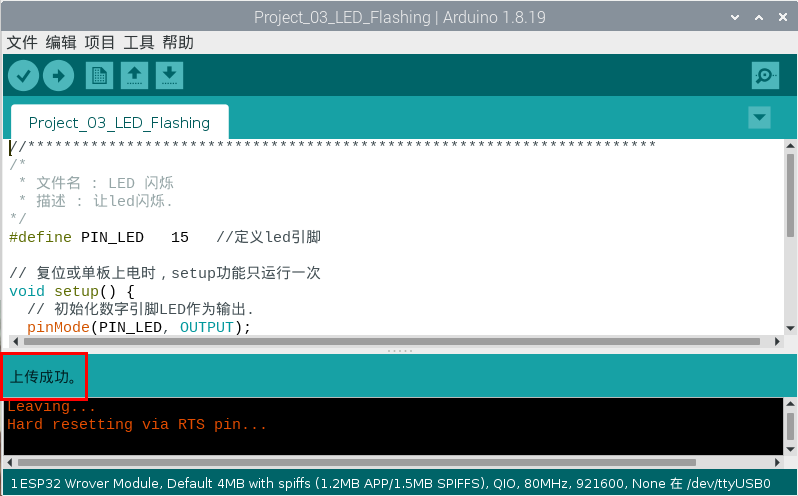 Project_03_LED_Flashing | Arduino 1.8.19
文件 编辑 项目 工具 帮助
Project_03_LED_Flashing
//**********************************************************************
/*
 * 文件名 : LED 闪烁
 * 描述 : 让led闪烁.
*/
#define PIN_LED   15   //定义led引脚
// 复位或单板上电时，setup功能只运行一次
void setup() {
  // 初始化数字引脚LED作为输出.
  pinMode(PIN_LED, OUTPUT);
上传成功。
Leaving...
Hard resetting via RTS pin...
1 ESP32 Wrover Module, Default 4MB with spiffs (1.2MB APP/1.5MB SPIFFS), QIO, 80MHz, 921600, None 在 /dev/ttyUSB0